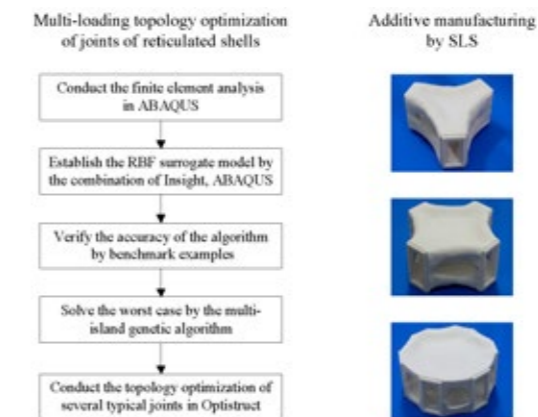 Multi-loading topology optimization
of joints of reticulated shells
Additive manufacturing
by SLS
Conduct the finite element analysis
in ABAQUS
Establish the RBF surrogate model by
the combination of Insight, ABAQUS
Verify the accuracy of the algorithm
by benchmark examples
Solve the worst case by the multi-
island genetic algorithm
Conduct the topology optimization of
several typical joints in Optistruct